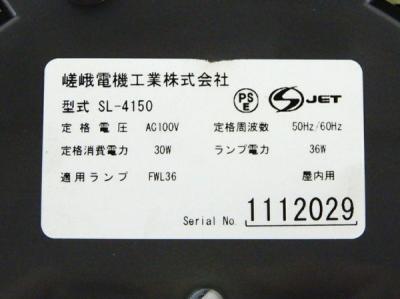 嵯峨電機工業株式会社
型式 SL-4150
PS E JET
定格電圧 AC100V 定格周波数 50Hz/60Hz
定格消費電力 30W ランプ電力 36W
適用ランプ FWL36 屋内用
Serial No. 1112029